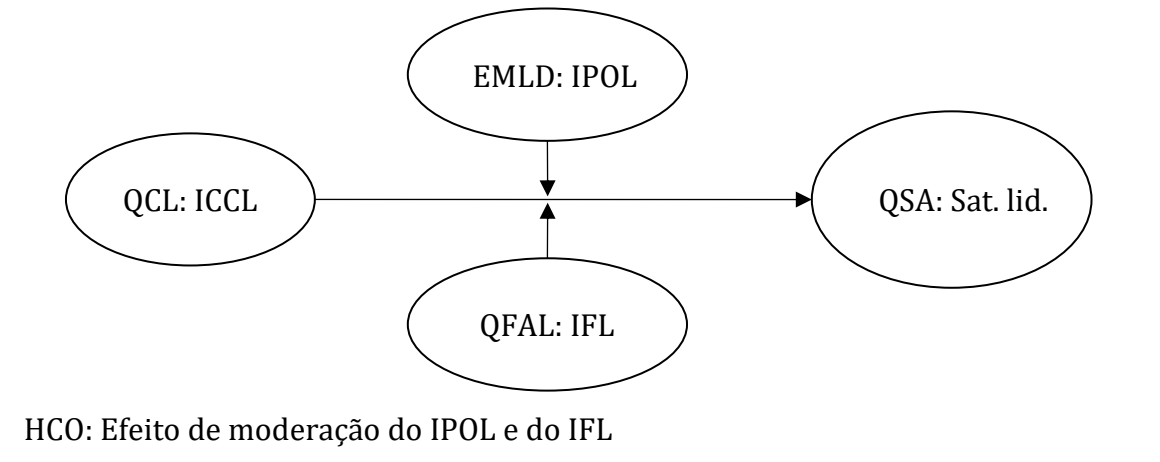 EMLD: IPOL
QCL: ICCL
QSA: Sat. lid.
QFAL: IFL
HCO: Efeito de moderação do IPOL e do IFL